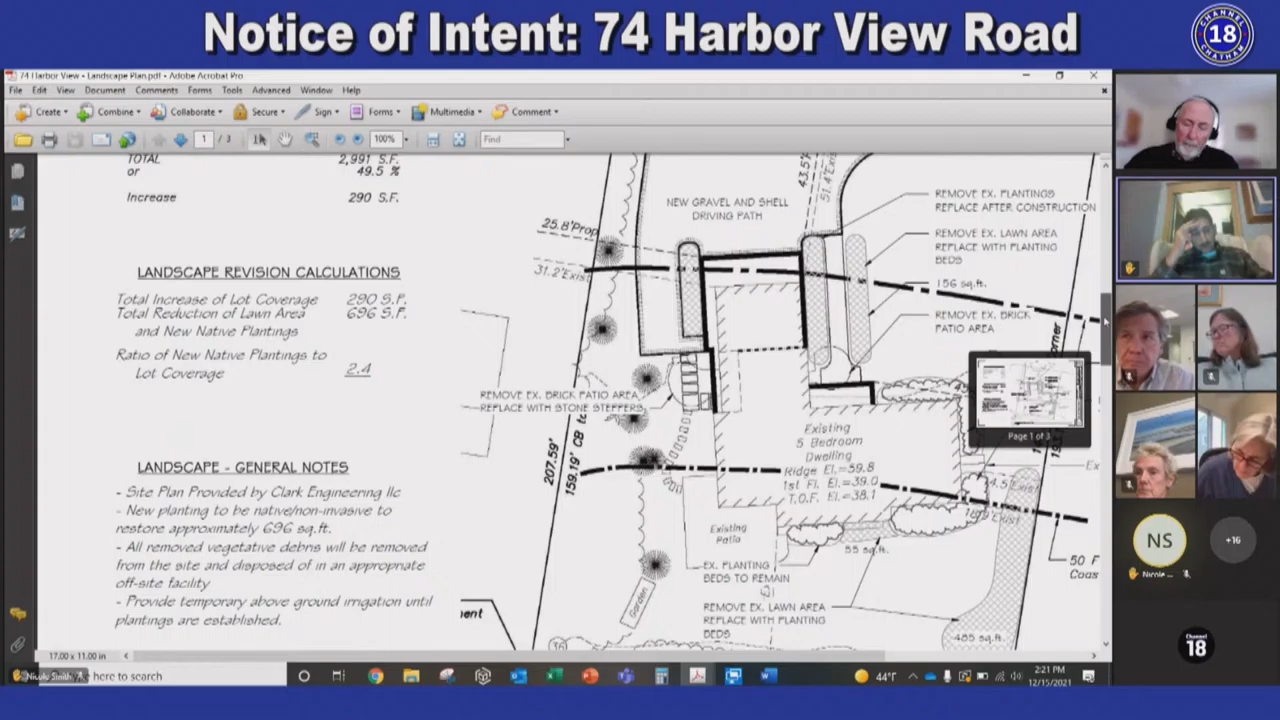 Notice of Intent: 74 Harbor View Road
CHANNEL 18 CHATHAM
74 Harbor View - Landscape Plan.pdf - Adobe Acrobat Pro
File Edit View Document Comments Forms Tools Advanced Window Help
Create Combine Collaborate Secure Sign Forms Multimedia Comment
1 / 3 100% Find
TOTAL 2,991 S.F.
or 49.5 %
Increase 290 S.F.
LANDSCAPE REVISION CALCULATIONS
Total Increase of Lot Coverage 290 S.F.
Total Reduction of Lawn Area 696 S.F.
and New Native Plantings
Ratio of New Native Plantings to
Lot Coverage 2.4
LANDSCAPE - GENERAL NOTES
- Site Plan Provided by Clark Engineering llc
- New planting to be native/non-invasive to
restore approximately 696 sq.ft.
- All removed vegetative debris will be removed
from the site and disposed of in an appropriate
off-site facility
- Provide temporary above ground irrigation until
plantings are established.
43.5'
51.4'Exist
NEW GRAVEL AND SHELL
DRIVING PATH
25.8'Prop
31.2'Exist
REMOVE EX. PLANTINGS
REPLACE AFTER CONSTRUCTION
REMOVE EX. LAWN AREA
REPLACE WITH PLANTING
BEDS
156 sq.ft.
REMOVE EX. BRICK
PATIO AREA
REMOVE EX. BRICK PATIO AREA
REPLACE WITH STONE STEPPERS
207.59'
159.19' CB to
Existing
5 Bedroom
Dwelling
Ridge El.=59.8
1st Fl. El.=39.0
T.O.F. El.=38.1
Page 1 of 3
Existing
Patio
55 sq.ft.
EX. PLANTING
BEDS TO REMAIN
REMOVE EX. LAWN AREA
REPLACE WITH PLANTING
BEDS
Garden
485 sq.ft.
50 F
Coas
17.00 x 11.00 in
Nicole Smith
here to search
44°F
2:21 PM
12/15/2021
NS
Nicole
+16
Channel
18